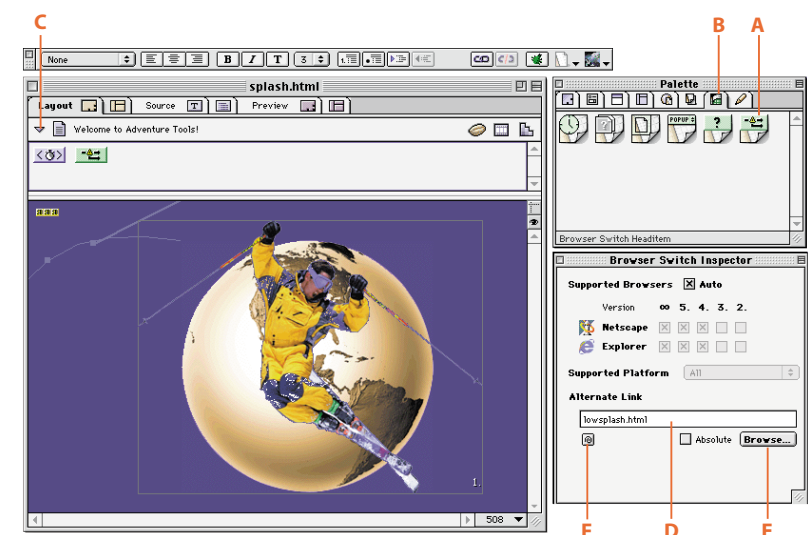 C
B
A
None
B
I
T
3
splash.html
Layout
Source
T
Preview
Welcome to Adventure Tools!
1.
508
Palette
POPUP
?
Browser Switch Headitem
Browser Switch Inspector
Supported Browsers
Auto
Version
∞ 5. 4. 3. 2.
Netscape
Explorer
Supported Platform
All
Alternate Link
lowsplash.html
Absolute
Browse...
D